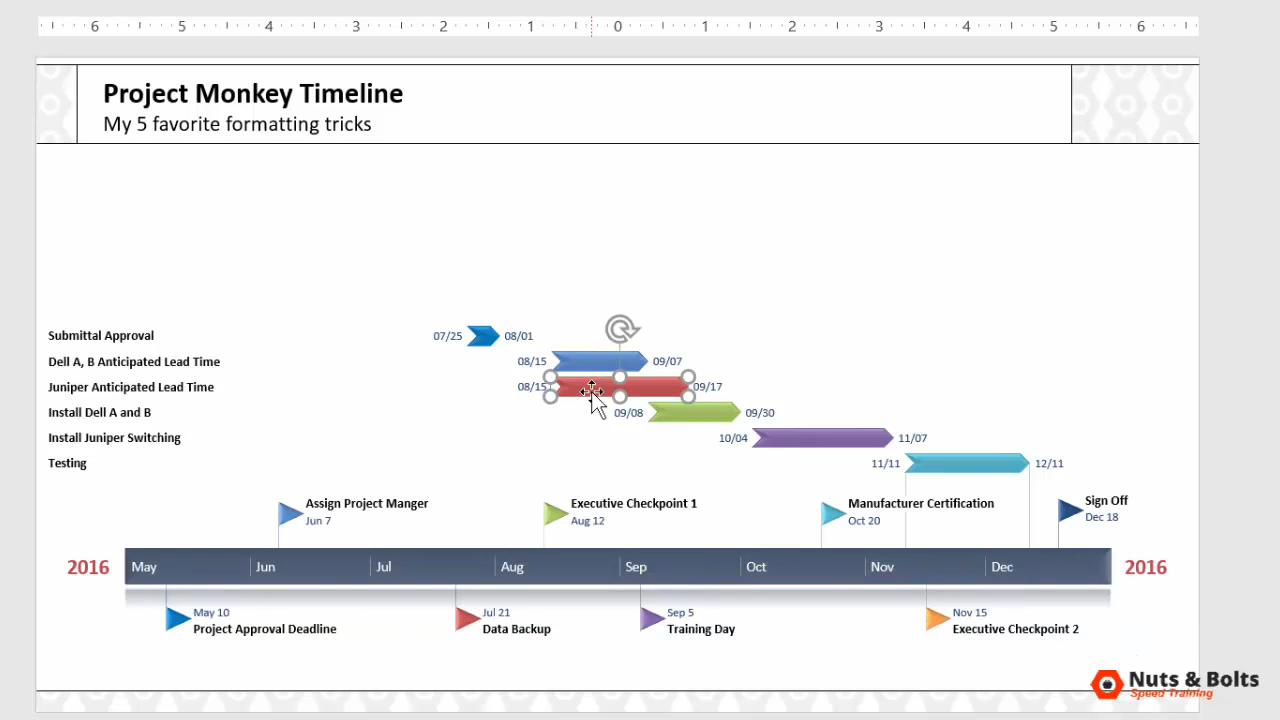 6 5 4 3 2 1 0 1 2 3 4 5 6
Project Monkey Timeline
My 5 favorite formatting tricks
Submittal Approval 07/25 08/01
Dell A, B Anticipated Lead Time 08/15 09/07
Juniper Anticipated Lead Time 08/15 09/17
Install Dell A and B 09/08 09/30
Install Juniper Switching 10/04 11/07
Testing 11/11 12/11
Assign Project Manger
Jun 7
Executive Checkpoint 1
Aug 12
Manufacturer Certification
Oct 20
Sign Off
Dec 18
2016 May Jun Jul Aug Sep Oct Nov Dec 2016
May 10
Project Approval Deadline
Jul 21
Data Backup
Sep 5
Training Day
Nov 15
Executive Checkpoint 2
Nuts & Bolts
Speed Training